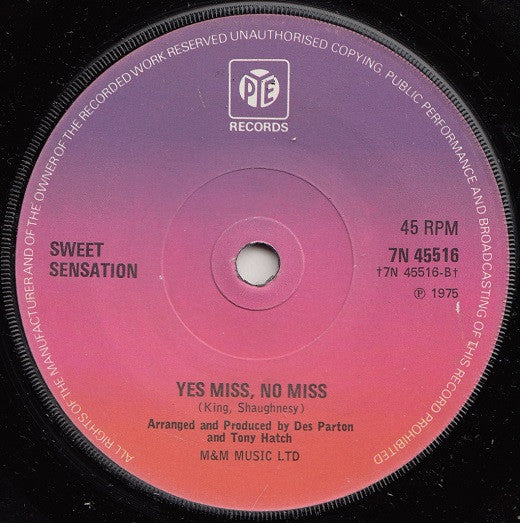 ALL RIGHTS OF THE MANUFACTURER AND OF THE OWNER OF THE RECORDED WORK RESERVED UNAUTHORISED COPYING, PUBLIC PERFORMANCE AND BROADCASTING OF THIS RECORD PROHIBITED
PYE
RECORDS
SWEET
SENSATION
45 RPM
7N 45516
†7N 45516-B†
℗ 1975
YES MISS, NO MISS
(King, Shaughnesy)
Arranged and Produced by Des Parton
and Tony Hatch
M&M MUSIC LTD